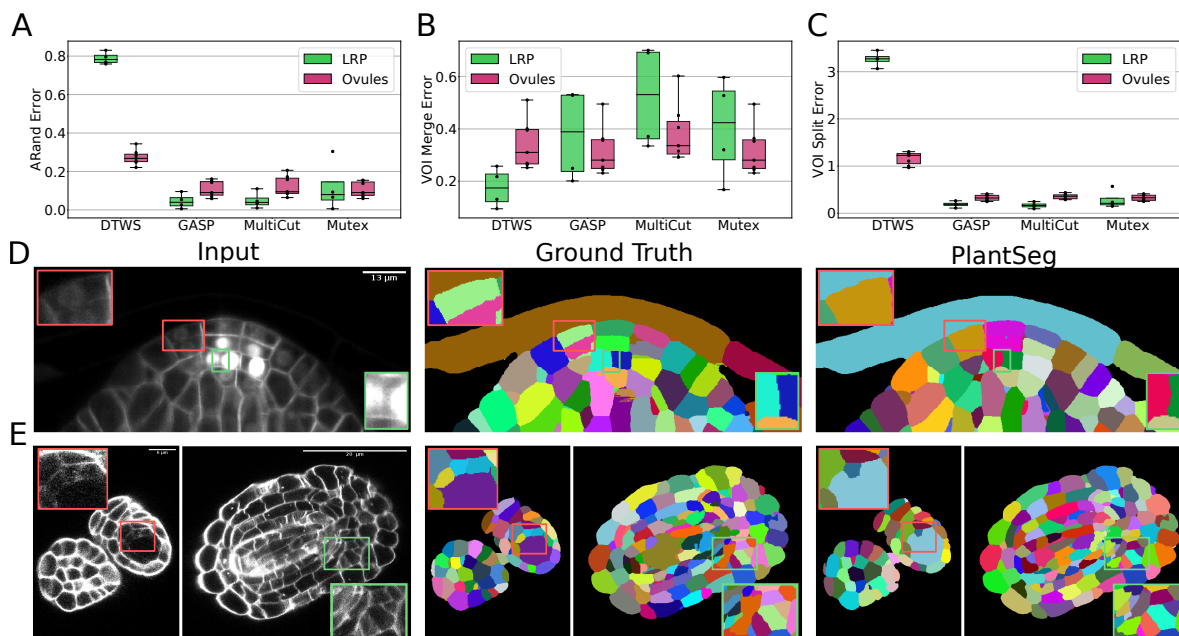 A
B
C
ARand Error
0.8
0.6
0.4
0.2
0.0
LRP
Ovules
DTWS GASP MultiCut Mutex
VOI Merge Error
0.6
0.4
0.2
LRP
Ovules
DTWS GASP MultiCut Mutex
VOI Split Error
3
2
1
0
LRP
Ovules
DTWS GASP MultiCut Mutex
D
Input Ground Truth PlantSeg
13 µm
E
20 µm